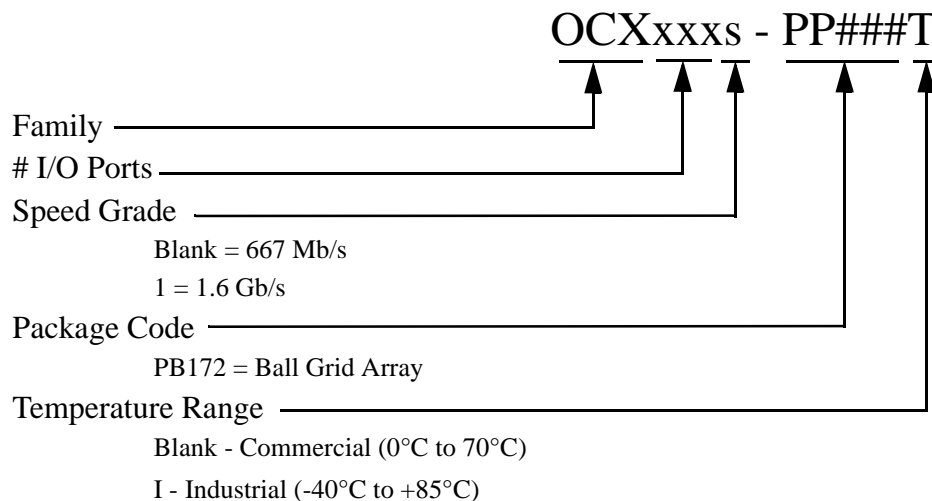 OCXxxxs - PP###T
Family
# I/O Ports
Speed Grade
Blank = 667 Mb/s
1 = 1.6 Gb/s
Package Code
PB172 = Ball Grid Array
Temperature Range
Blank - Commercial (0°C to 70°C)
I - Industrial (-40°C to +85°C)